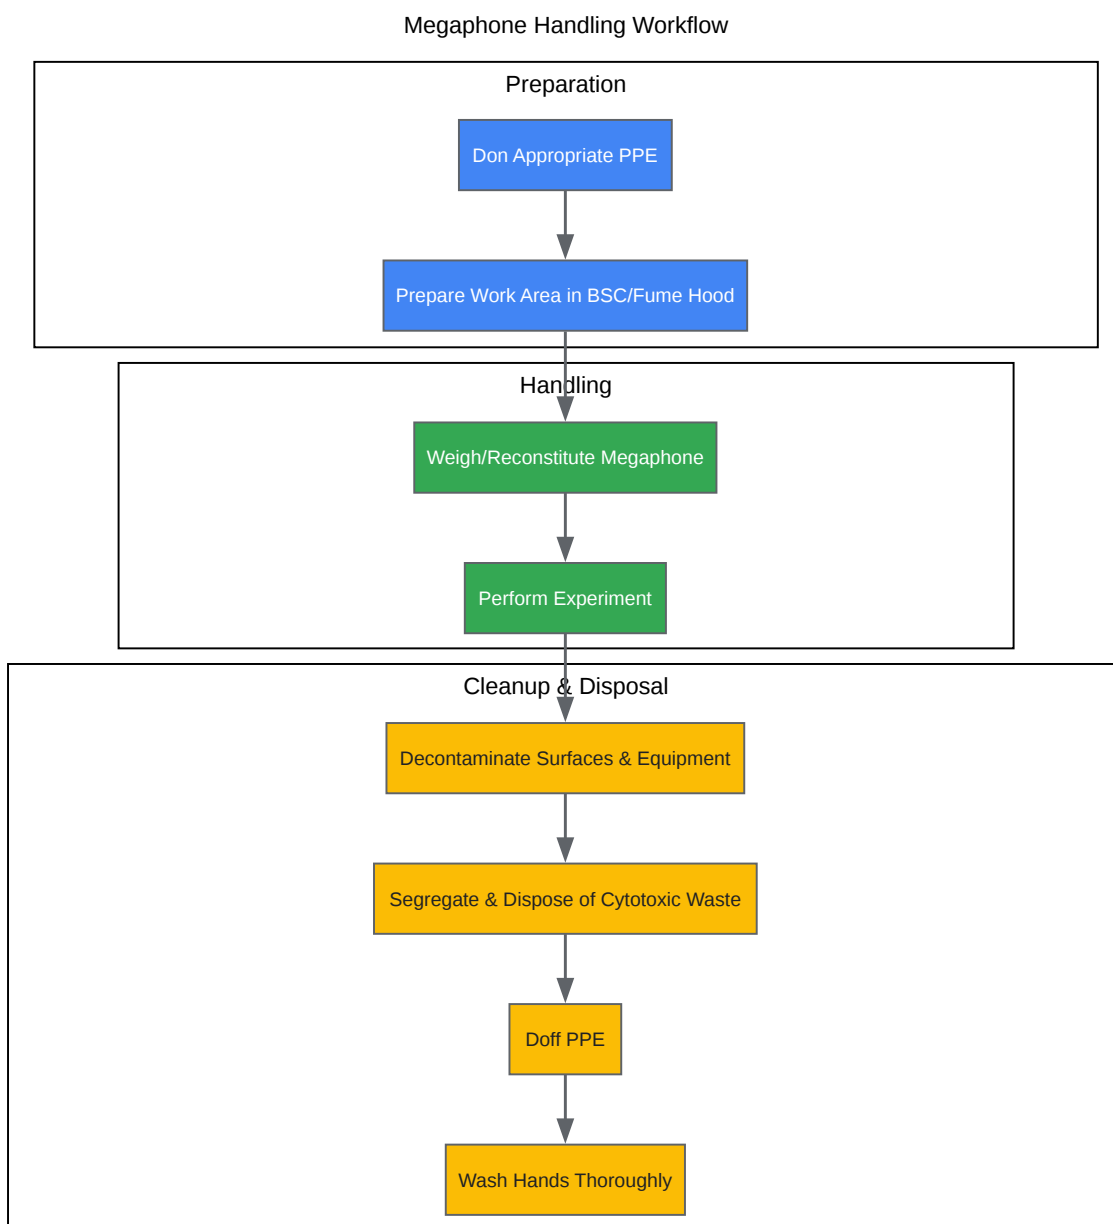 Megaphone Handling Workflow
Preparation
Don Appropriate PPE
Prepare Work Area in BSC/Fume Hood
Handling
Weigh/Reconstitute Megaphone
Perform Experiment
Cleanup & Disposal
Decontaminate Surfaces & Equipment
Segregate & Dispose of Cytotoxic Waste
Doff PPE
Wash Hands Thoroughly